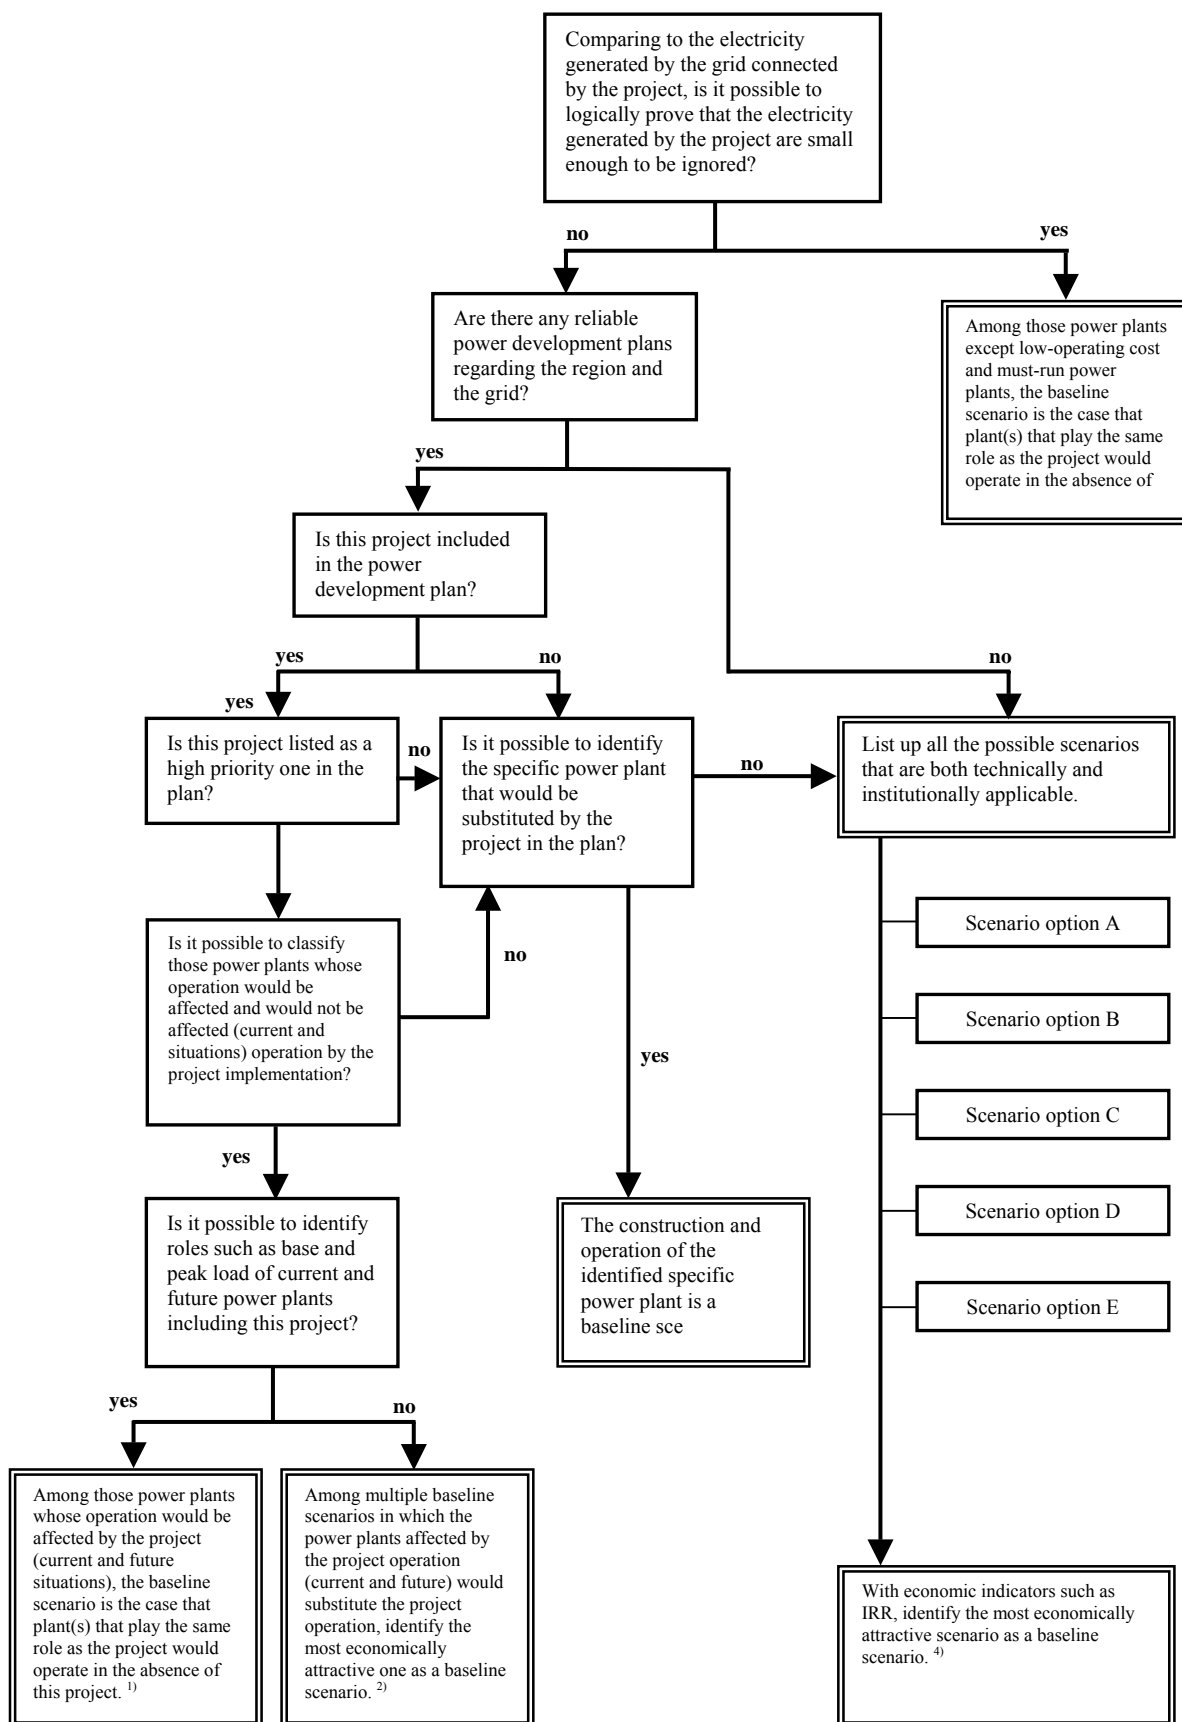 Comparing to the electricity
generated by the grid connected
by the project, is it possible to
logically prove that the electricity
generated by the project are small
enough to be ignored?
no
yes
Are there any reliable
power development plans
regarding the region and
the grid?
Among those power plants
except low-operating cost
and must-run power
plants, the baseline
scenario is the case that
plant(s) that play the same
role as the project would
operate in the absence of
yes
no
Is this project included
in the power
development plan?
yes
no
yes
Is this project listed as a
high priority one in the
plan?
no
Is it possible to identify
the specific power plant
that would be
substituted by the
project in the plan?
no
List up all the possible scenarios
that are both technically and
institutionally applicable.
Is it possible to classify
those power plants whose
operation would be
affected and would not be
affected (current and
situations) operation by the
project implementation?
no
yes
Scenario option A
Scenario option B
Scenario option C
Scenario option D
Scenario option E
yes
Is it possible to identify
roles such as base and
peak load of current and
future power plants
including this project?
The construction and
operation of the
identified specific
power plant is a
baseline sce
yes
no
Among those power plants
whose operation would be
affected by the project
(current and future
situations), the baseline
scenario is the case that
plant(s) that play the same
role as the project would
operate in the absence of
this project. 1)
Among multiple baseline
scenarios in which the
power plants affected by
the project operation
(current and future) would
substitute the project
operation, identify the
most economically
attractive one as a baseline
scenario. 2)
With economic indicators such as
IRR, identify the most economically
attractive scenario as a baseline
scenario. 4)